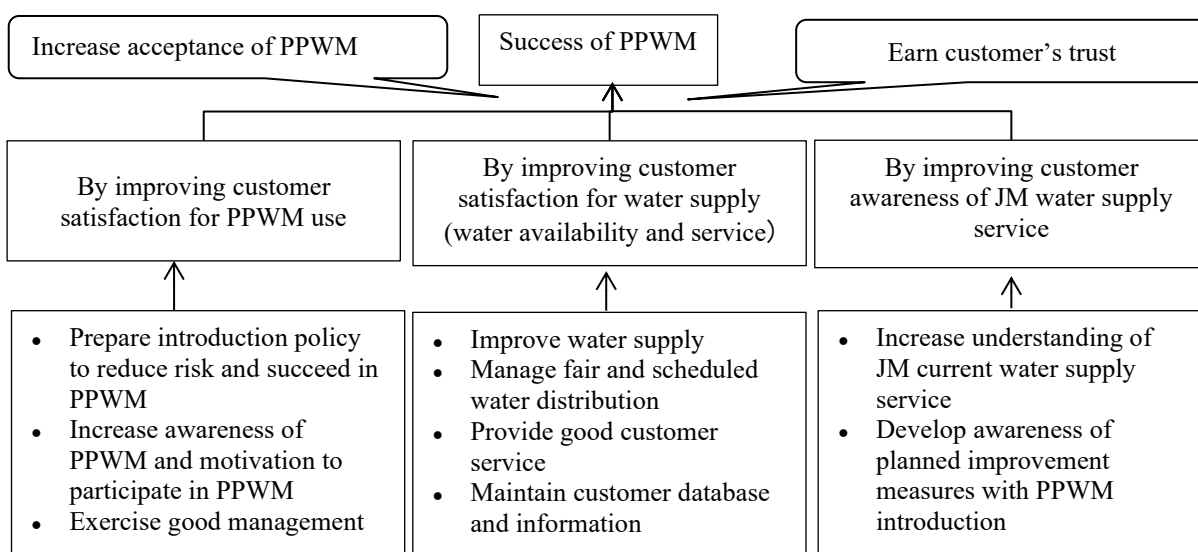 Increase acceptance of PPWM
Success of PPWM
Earn customer’s trust
By improving customer
satisfaction for PPWM use
By improving customer
satisfaction for water supply
(water availability and service）
By improving customer
awareness of JM water supply
service
• Prepare introduction policy
to reduce risk and succeed in
PPWM
• Increase awareness of
PPWM and motivation to
participate in PPWM
• Exercise good management
• Improve water supply
• Manage fair and scheduled
water distribution
• Provide good customer
service
• Maintain customer database
and information
• Increase understanding of
JM current water supply
service
• Develop awareness of
planned improvement
measures with PPWM
introduction